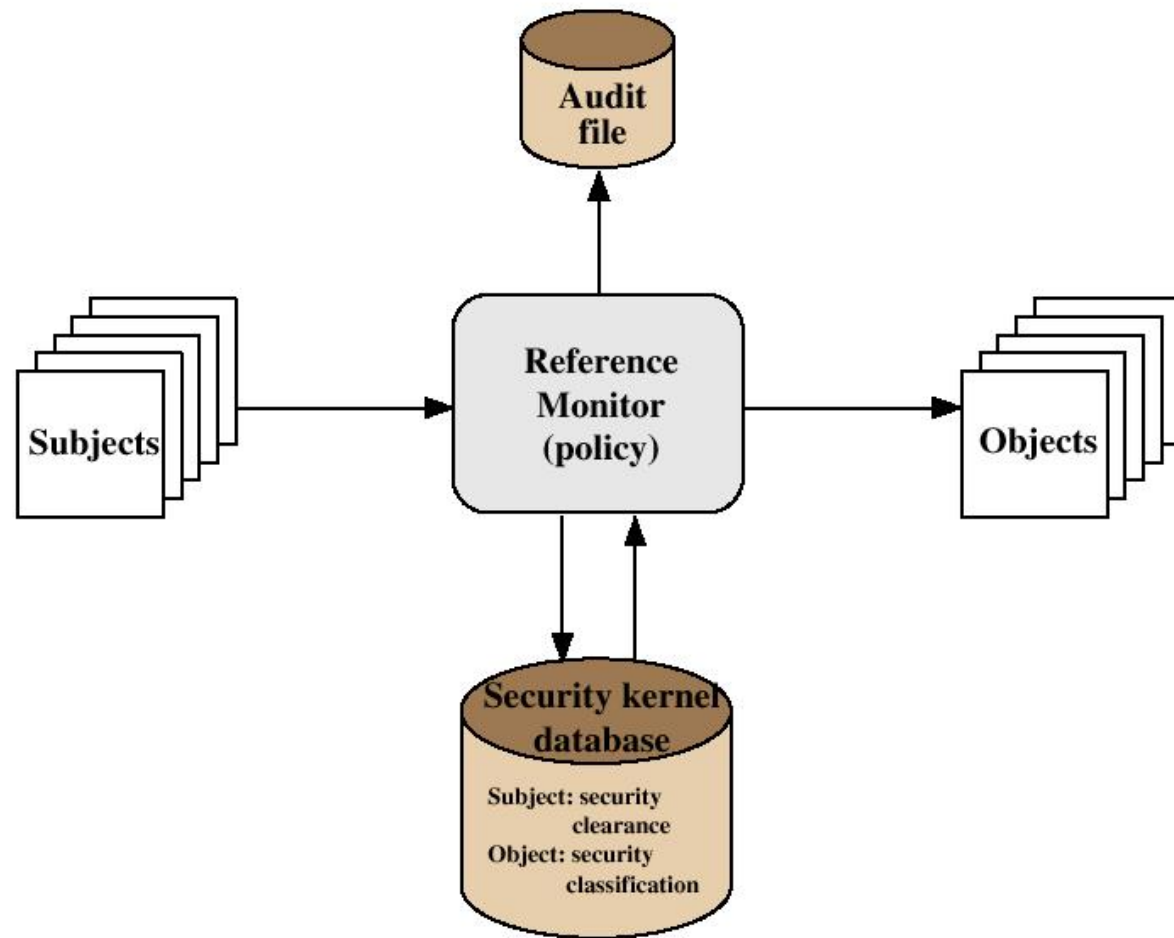 Audit
file
Subjects
Reference
Monitor
(policy)
Objects
Security kernel
database
Subject: security
clearance
Object: security
classification